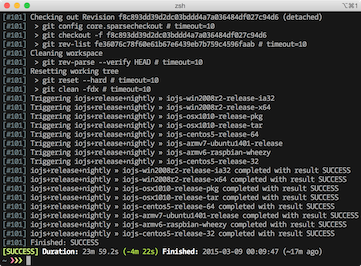 zsh
⌥⌘1
[#101] Checking out Revision f8c893dd39d2dc03bddd4a7a036484df027c94d6 (detached)
[#101]  > git config core.sparsecheckout # timeout=10
[#101]  > git checkout -f f8c893dd39d2dc03bddd4a7a036484df027c94d6
[#101]  > git rev-list fe36076c78f60e61b67e6439eb7b759c4596faab # timeout=10
[#101] Cleaning workspace
[#101]  > git rev-parse --verify HEAD # timeout=10
[#101] Resetting working tree
[#101]  > git reset --hard # timeout=10
[#101]  > git clean -fdx # timeout=10
[#101] Triggering iojs+release+nightly » iojs-win2008r2-release-ia32
[#101] Triggering iojs+release+nightly » iojs-win2008r2-release-x64
[#101] Triggering iojs+release+nightly » iojs-osx1010-release-pkg
[#101] Triggering iojs+release+nightly » iojs-osx1010-release-tar
[#101] Triggering iojs+release+nightly » iojs-centos5-release-64
[#101] Triggering iojs+release+nightly » iojs-armv7-ubuntu1401-release
[#101] Triggering iojs+release+nightly » iojs-armv6-raspbian-wheezy
[#101] Triggering iojs+release+nightly » iojs-centos5-release-32
[#101] iojs+release+nightly » iojs-win2008r2-release-ia32 completed with result SUCCESS
[#101] iojs+release+nightly » iojs-win2008r2-release-x64 completed with result SUCCESS
[#101] iojs+release+nightly » iojs-osx1010-release-pkg completed with result SUCCESS
[#101] iojs+release+nightly » iojs-osx1010-release-tar completed with result SUCCESS
[#101] iojs+release+nightly » iojs-centos5-release-64 completed with result SUCCESS
[#101] iojs+release+nightly » iojs-armv7-ubuntu1401-release completed with result SUCCESS
[#101] iojs+release+nightly » iojs-armv6-raspbian-wheezy completed with result SUCCESS
[#101] iojs+release+nightly » iojs-centos5-release-32 completed with result SUCCESS
[#101] Finished: SUCCESS
[SUCCESS] Duration: 23m 59.2s (-4m 22s) Finished: 2015-03-09 00:09:47 (~17m ago)
~ >>>